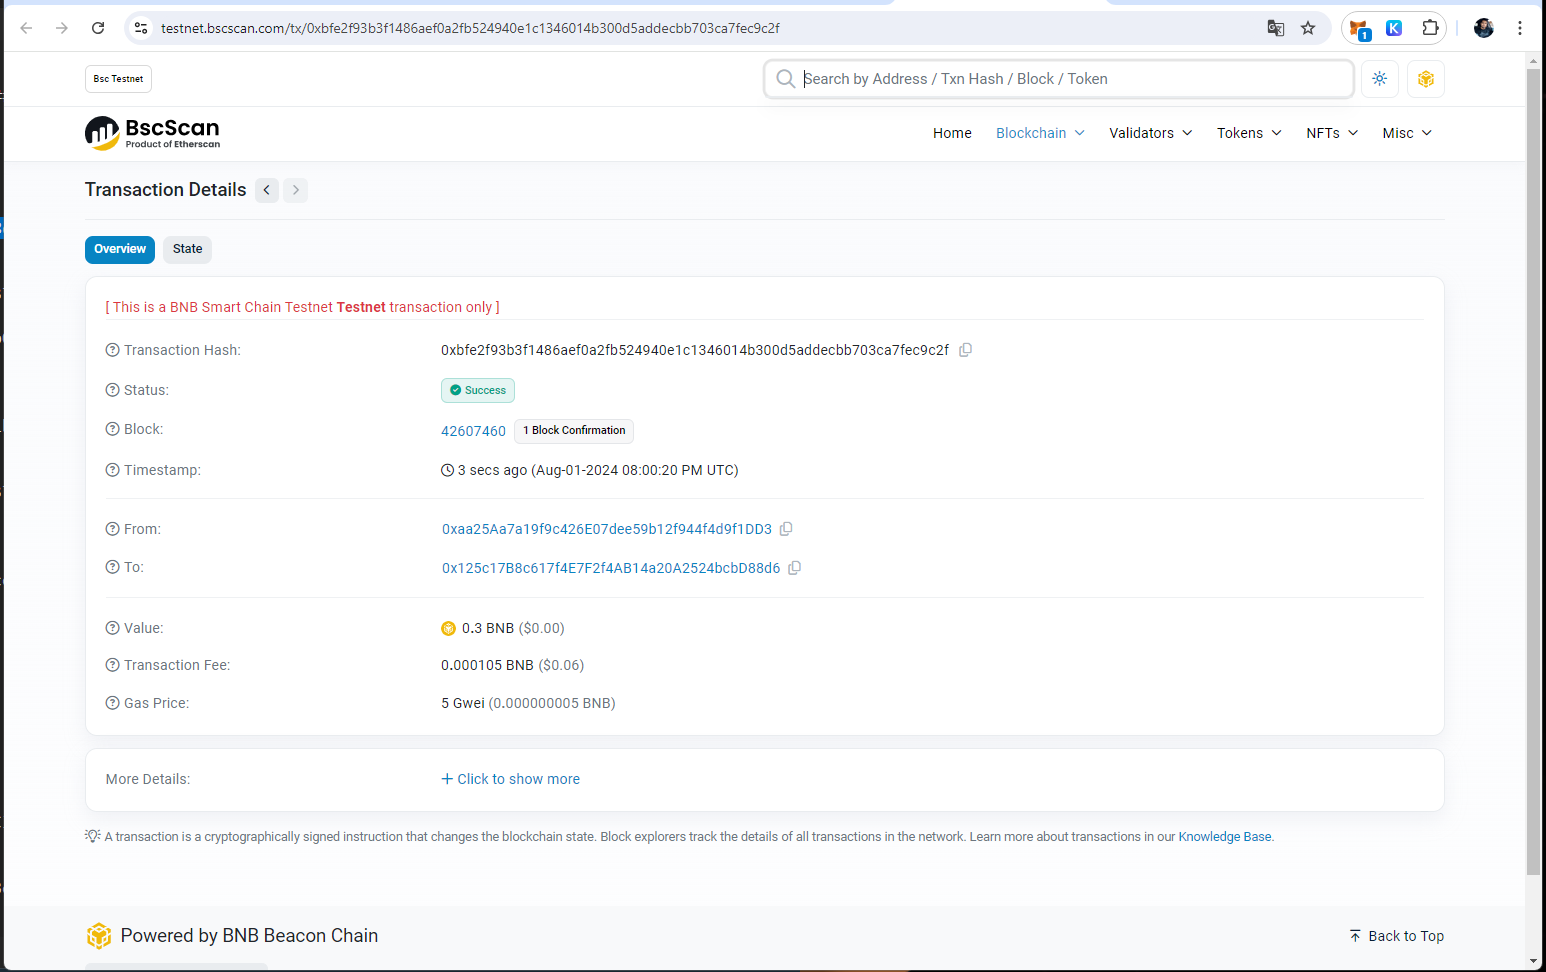 testnet.bscscan.com/tx/0xbfe2f93b3f1486aef0a2fb524940e1c1346014b300d5addecbb703ca7fec9c2f
1
K
Bsc Testnet
Search by Address / Txn Hash / Block / Token
BscScan
Product of Etherscan
Home Blockchain Validators Tokens NFTs Misc
Transaction Details
Overview State
[ This is a BNB Smart Chain Testnet Testnet transaction only ]
Transaction Hash: 0xbfe2f93b3f1486aef0a2fb524940e1c1346014b300d5addecbb703ca7fec9c2f
Status: Success
Block: 42607460 1 Block Confirmation
Timestamp: 3 secs ago (Aug-01-2024 08:00:20 PM UTC)
From: 0xaa25Aa7a19f9c426E07dee59b12f944f4d9f1DD3
To: 0x125c17B8c617f4E7F2f4AB14a20A2524bcbD88d6
Value: 0.3 BNB ($0.00)
Transaction Fee: 0.000105 BNB ($0.06)
Gas Price: 5 Gwei (0.000000005 BNB)
More Details: + Click to show more
A transaction is a cryptographically signed instruction that changes the blockchain state. Block explorers track the details of all transactions in the network. Learn more about transactions in our Knowledge Base.
Powered by BNB Beacon Chain
Back to Top